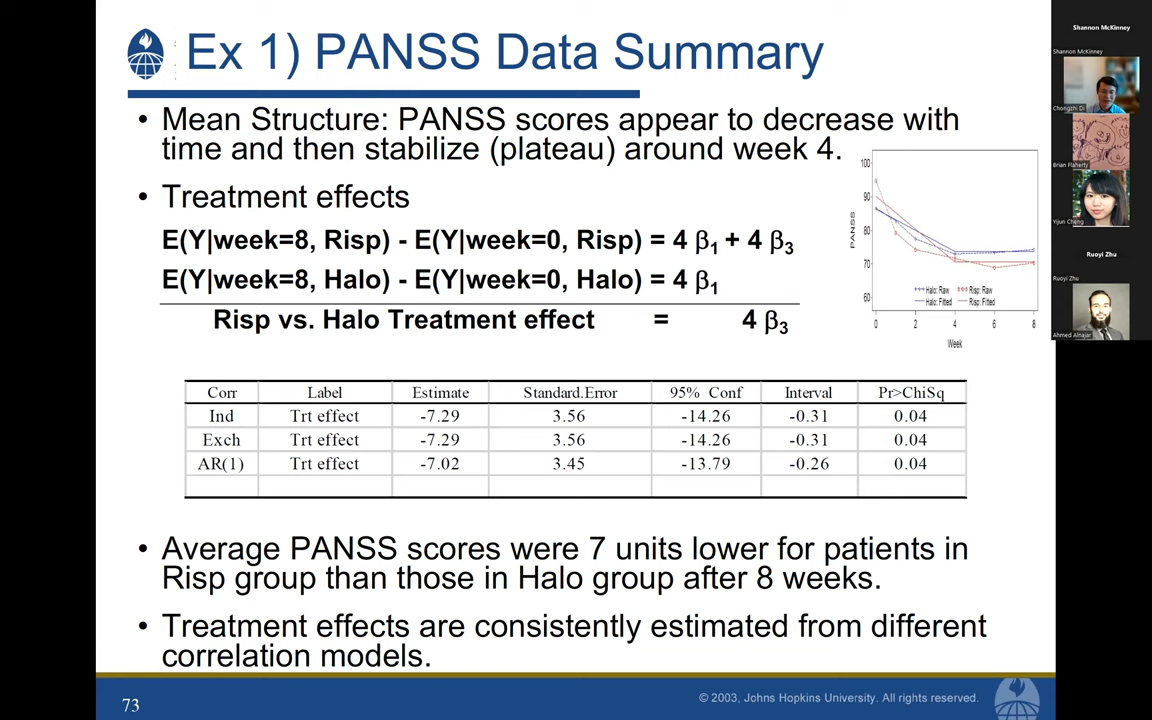 Ex 1) PANSS Data Summary
• Mean Structure: PANSS scores appear to decrease with
time and then stabilize (plateau) around week 4.
• Treatment effects
E(Y|week=8, Risp) - E(Y|week=0, Risp) = 4 β1 + 4 β3
E(Y|week=8, Halo) - E(Y|week=0, Halo) = 4 β1
Risp vs. Halo Treatment effect = 4 β3
PANSS
100
90
80
70
60
Halo: Raw Risp: Raw
Halo: Fitted Risp: Fitted
0 2 4 6 8
Week
Corr Label Estimate Standard.Error 95% Conf Interval Pr>ChiSq
Ind Trt effect -7.29 3.56 -14.26 -0.31 0.04
Exch Trt effect -7.29 3.56 -14.26 -0.31 0.04
AR(1) Trt effect -7.02 3.45 -13.79 -0.26 0.04
• Average PANSS scores were 7 units lower for patients in
Risp group than those in Halo group after 8 weeks.
• Treatment effects are consistently estimated from different
correlation models.
73
© 2003, Johns Hopkins University. All rights reserved.
Shannon McKinney
Shannon McKinney
Chongzhi Di
Brian Flaherty
Yijun Cheng
Ruoyi Zhu
Ruoyi Zhu
Ahmed Alnajar